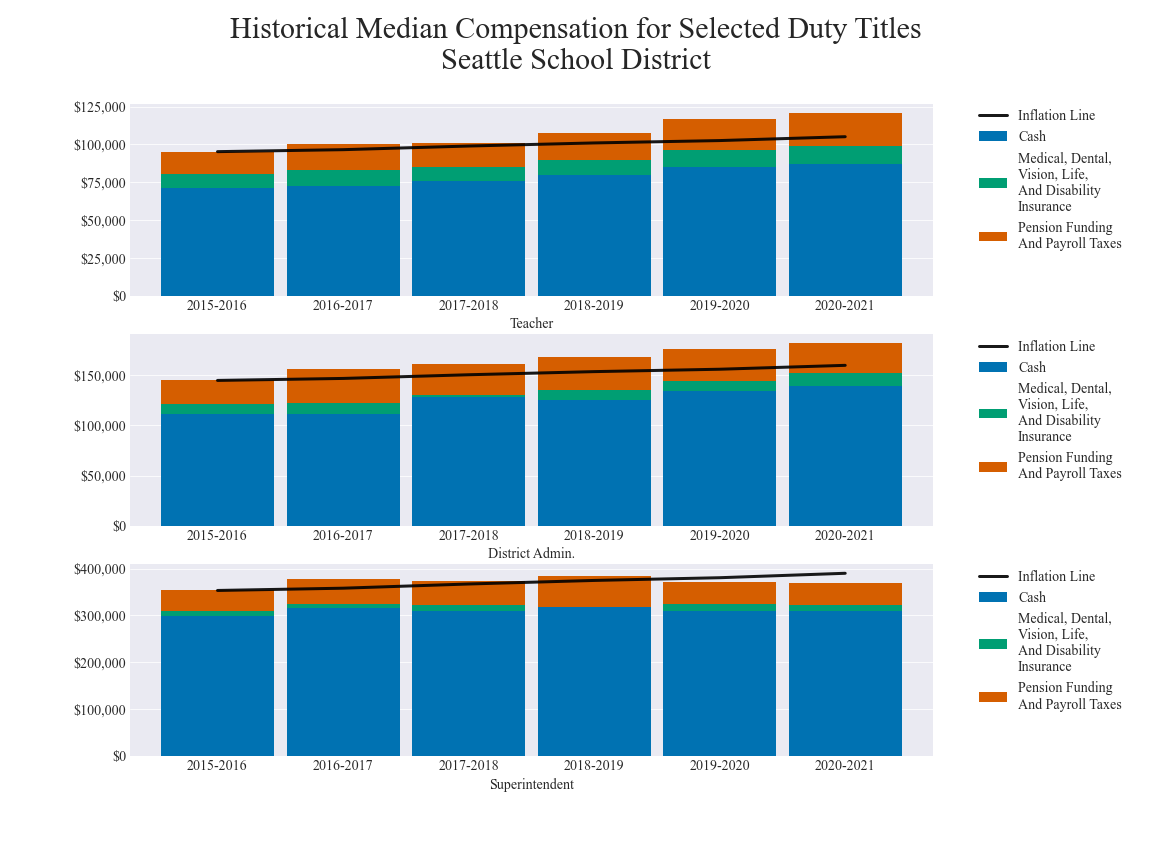 Historical Median Compensation for Selected Duty Titles
Seattle School District
$125,000
$100,000
$75,000
$50,000
$25,000
$0
2015-2016 2016-2017 2017-2018 2018-2019 2019-2020 2020-2021
Teacher
Inflation Line
Cash
Medical, Dental,
Vision, Life,
And Disability
Insurance
Pension Funding
And Payroll Taxes
$150,000
$100,000
$50,000
$0
2015-2016 2016-2017 2017-2018 2018-2019 2019-2020 2020-2021
District Admin.
Inflation Line
Cash
Medical, Dental,
Vision, Life,
And Disability
Insurance
Pension Funding
And Payroll Taxes
$400,000
$300,000
$200,000
$100,000
$0
2015-2016 2016-2017 2017-2018 2018-2019 2019-2020 2020-2021
Superintendent
Inflation Line
Cash
Medical, Dental,
Vision, Life,
And Disability
Insurance
Pension Funding
And Payroll Taxes